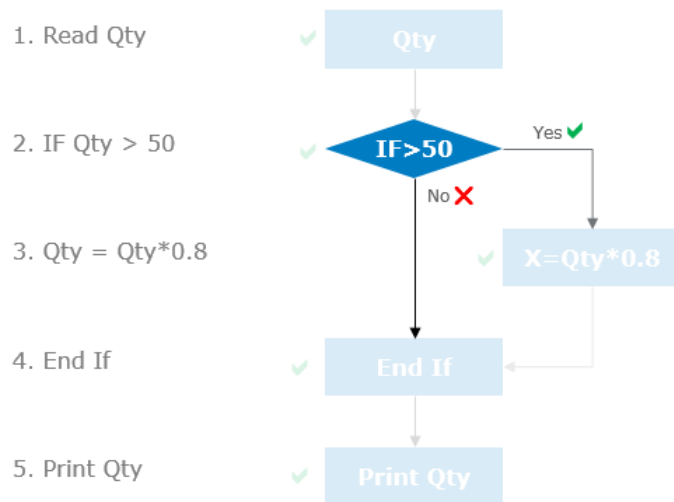 1. Read Qty
Qty
2. IF Qty > 50
IF>50
Yes
No
3. Qty = Qty*0.8
X=Qty*0.8
4. End If
End If
5. Print Qty
Print Qty